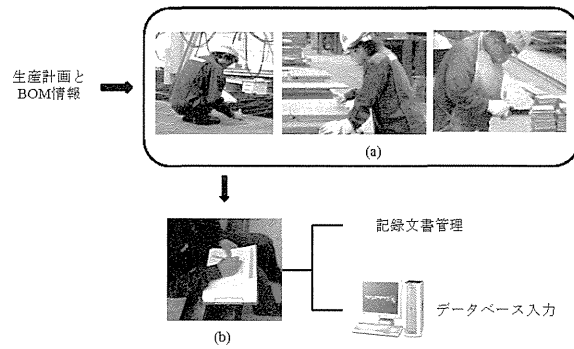 生産計画と
BOM情報
(a)
記録文書管理
データベース入力
(b)